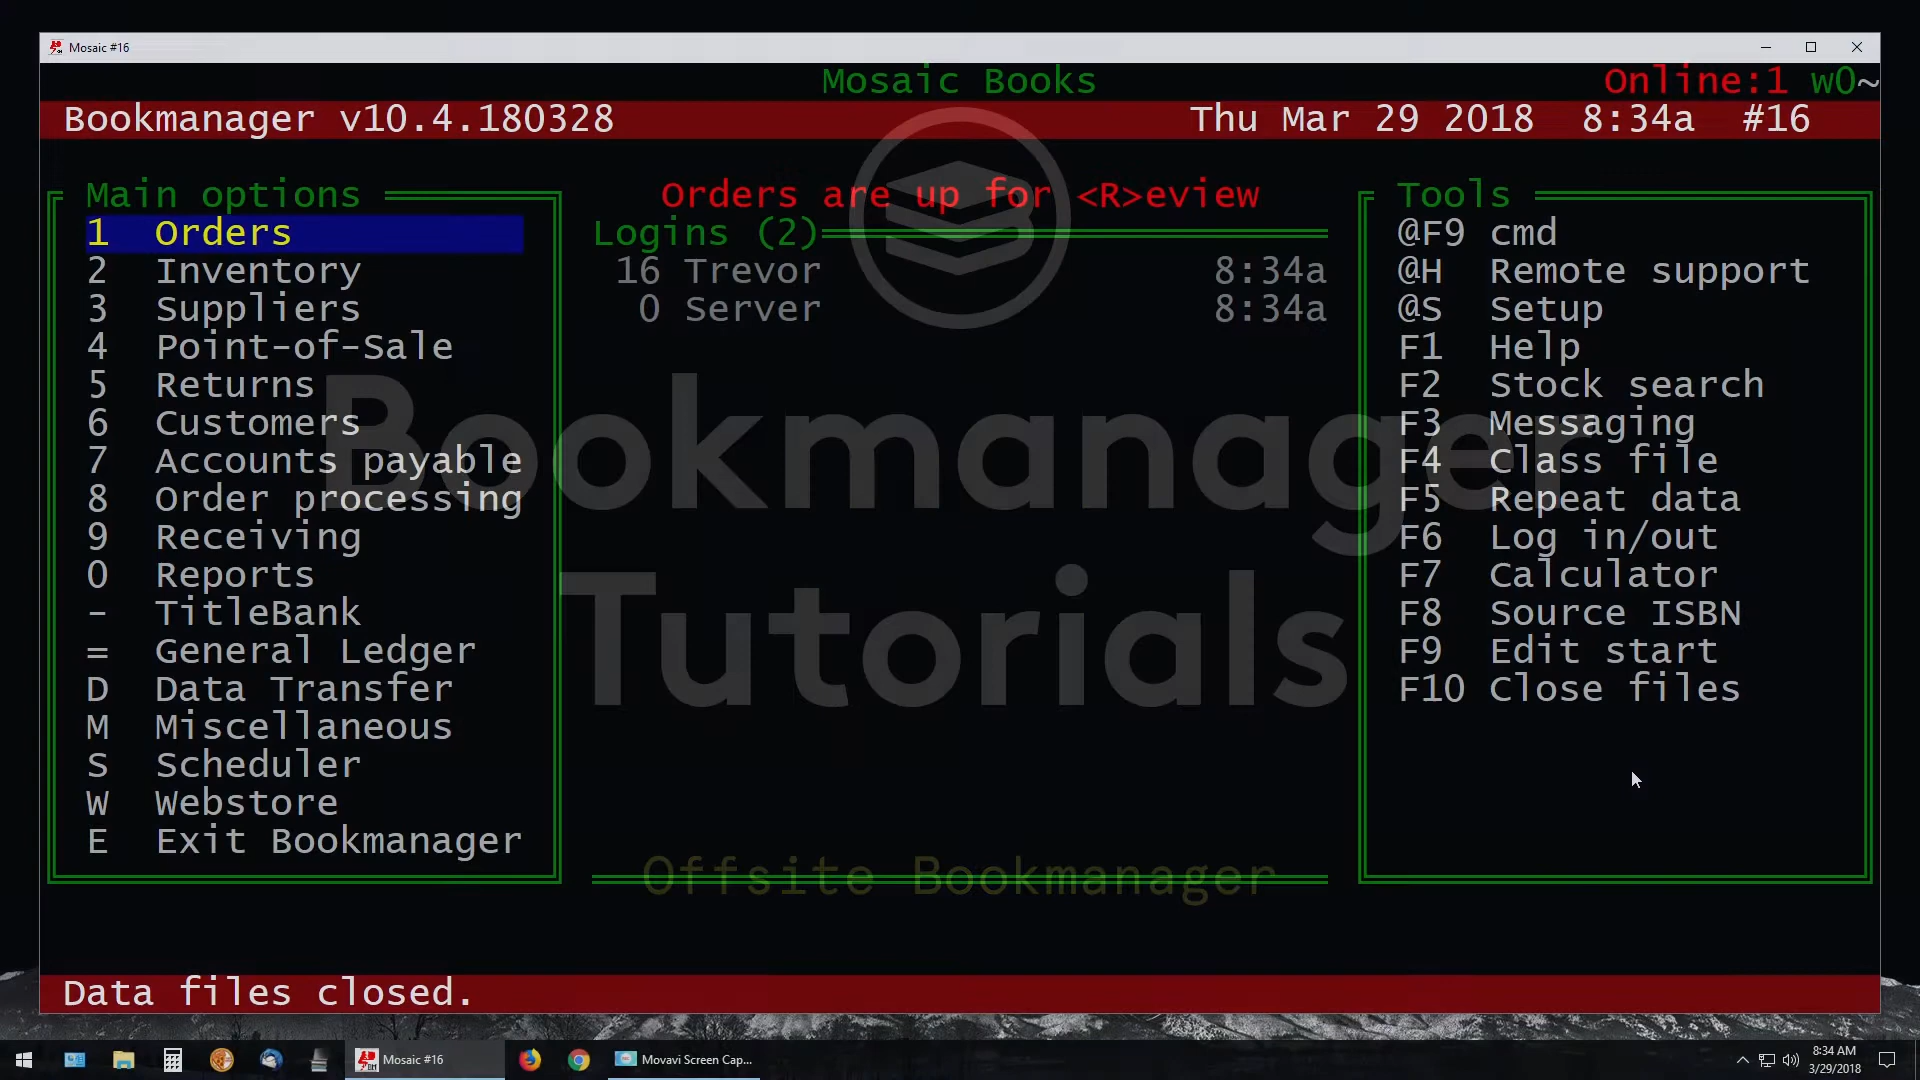 Mosaic #16
Mosaic Books
Online:1 w0~
Bookmanager v10.4.180328
Thu Mar 29 2018 8:34a #16
Main options
1 Orders
2 Inventory
3 Suppliers
4 Point-of-Sale
5 Returns
6 Customers
7 Accounts payable
8 Order processing
9 Receiving
0 Reports
- TitleBank
= General Ledger
D Data Transfer
M Miscellaneous
S Scheduler
W Webstore
E Exit Bookmanager
Orders are up for <R>eview
Logins (2)
16 Trevor 8:34a
0 Server 8:34a
Bookmanager
Tutorials
Offsite Bookmanager
Tools
@F9 cmd
@H Remote support
@S Setup
F1 Help
F2 Stock search
F3 Messaging
F4 Class file
F5 Repeat data
F6 Log in/out
F7 Calculator
F8 Source ISBN
F9 Edit start
F10 Close files
Data files closed.
Mosaic #16
Movavi Screen Cap...
8:34 AM
3/29/2018